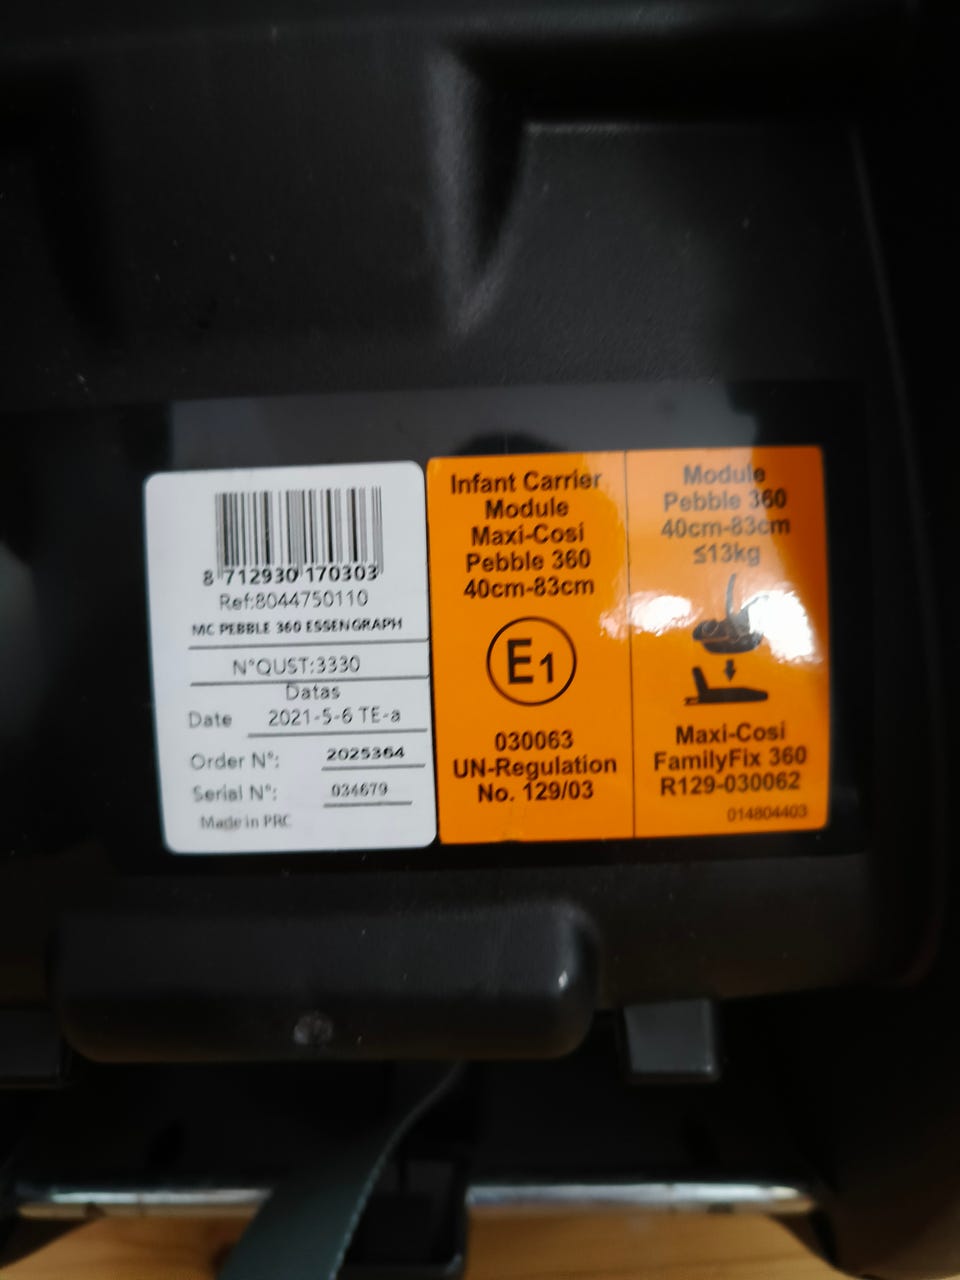 8 712930 170303
Ref:8044750110
MC PEBBLE 360 ESSENGRAPH
N°QUST:3330
Datas
Date 2021-5-6 TE-a
Order N°: 2025364
Serial N°: 034679
Made in PRC
Infant Carrier
Module
Maxi-Cosi
Pebble 360
40cm-83cm
E1
030063
UN-Regulation
No. 129/03
Module
Pebble 360
40cm-83cm
≤13kg
Maxi-Cosi
FamilyFix 360
R129-030062
014804403